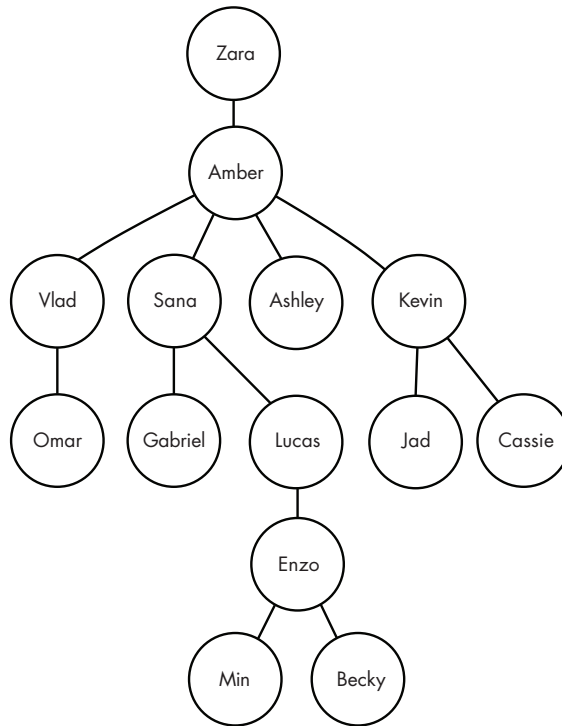 Zara
Amber
Vlad
Sana
Ashley
Kevin
Omar
Gabriel
Lucas
Jad
Cassie
Enzo
Min
Becky